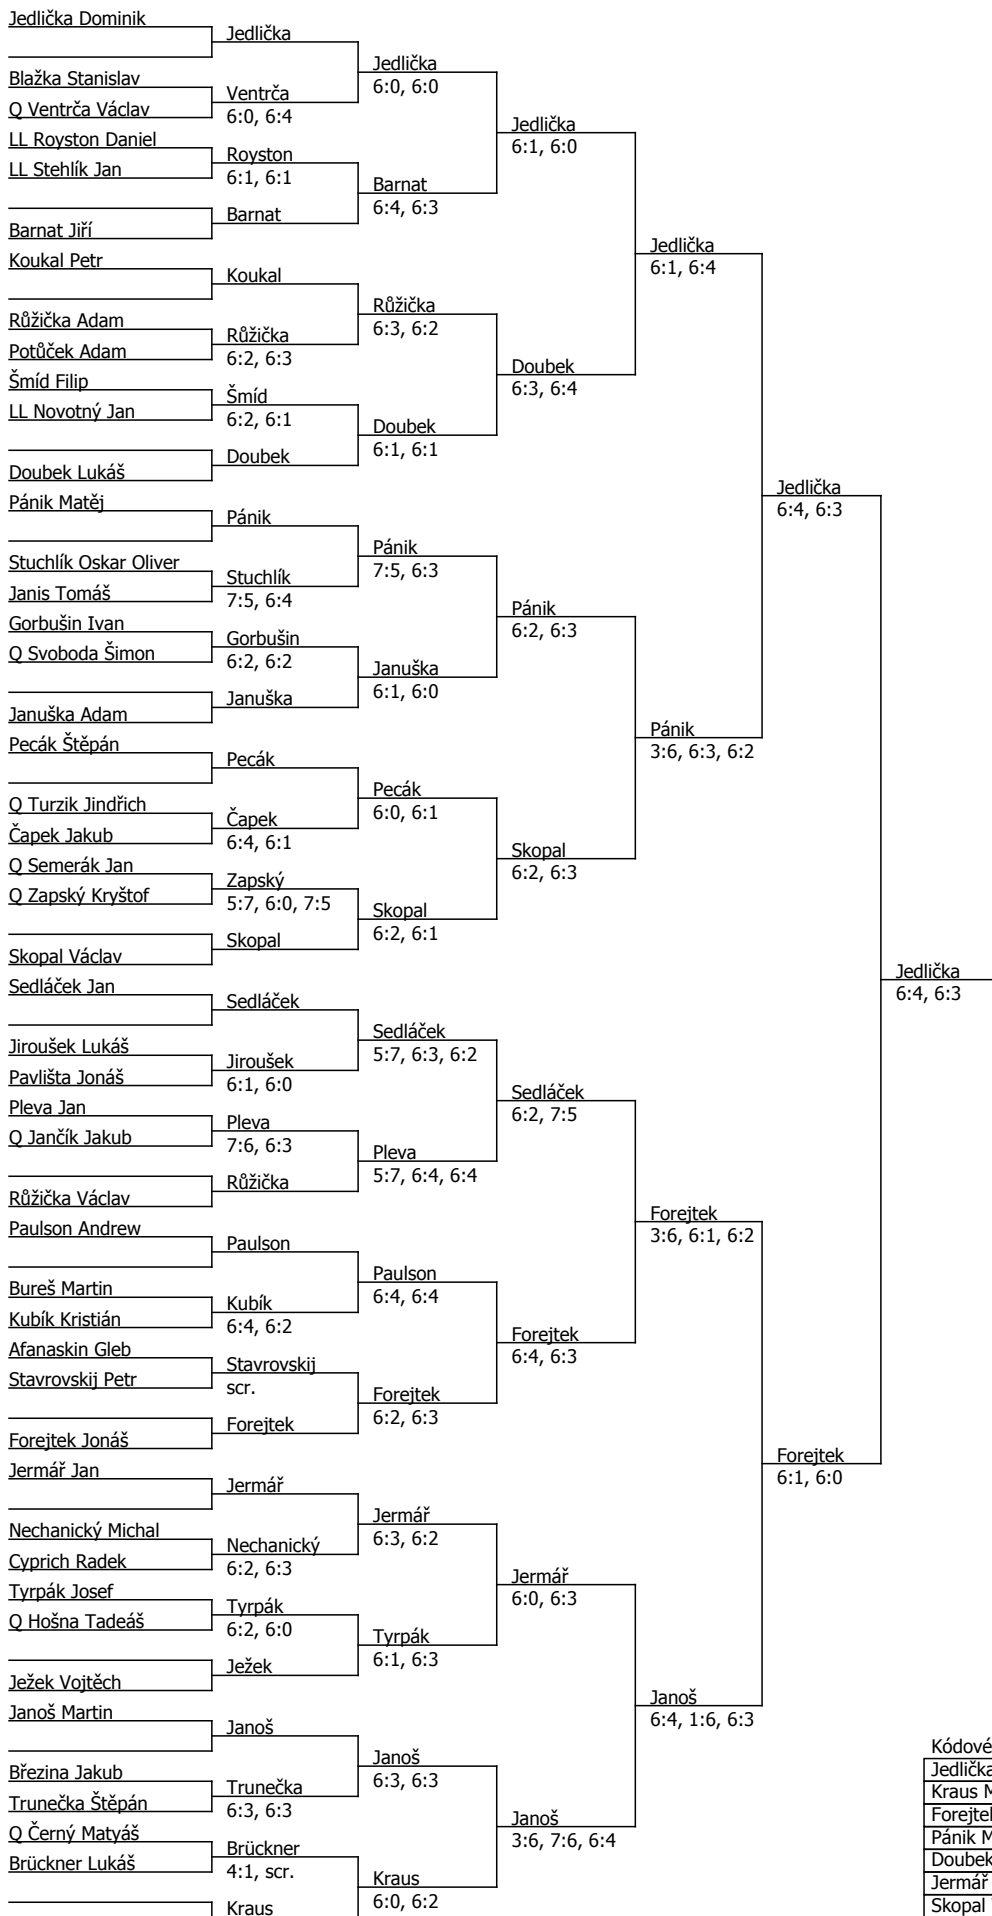 Jedlička Dominik
Jedlička
Jedlička
6:0, 6:0
Blažka Stanislav
Ventrča
Q Ventrča Václav
6:0, 6:4
Jedlička
6:1, 6:0
LL Royston Daniel
Royston
LL Stehlík Jan
6:1, 6:1
Barnat
6:4, 6:3
Barnat
Barnat Jiří
Jedlička
6:1, 6:4
Koukal Petr
Koukal
Růžička
6:3, 6:2
Růžička Adam
Růžička
Potůček Adam
6:2, 6:3
Doubek
6:3, 6:4
Šmíd Filip
Šmíd
LL Novotný Jan
6:2, 6:1
Doubek
6:1, 6:1
Doubek
Doubek Lukáš
Jedlička
6:4, 6:3
Pánik Matěj
Pánik
Pánik
7:5, 6:3
Stuchlík Oskar Oliver
Stuchlík
Janis Tomáš
7:5, 6:4
Pánik
6:2, 6:3
Gorbušin Ivan
Gorbušin
Q Svoboda Šimon
6:2, 6:2
Januška
6:1, 6:0
Januška
Januška Adam
Pánik
3:6, 6:3, 6:2
Pecák Štěpán
Pecák
Pecák
6:0, 6:1
Q Turzik Jindřich
Čapek
Čapek Jakub
6:4, 6:1
Skopal
6:2, 6:3
Q Semerák Jan
Zapský
Q Zapský Kryštof
5:7, 6:0, 7:5
Skopal
6:2, 6:1
Skopal
Skopal Václav
Jedlička
6:4, 6:3
Sedláček Jan
Sedláček
Sedláček
5:7, 6:3, 6:2
Jiroušek Lukáš
Jiroušek
Pavlišta Jonáš
6:1, 6:0
Sedláček
6:2, 7:5
Pleva Jan
Pleva
Q Jančík Jakub
7:6, 6:3
Pleva
5:7, 6:4, 6:4
Růžička
Růžička Václav
Forejtek
3:6, 6:1, 6:2
Paulson Andrew
Paulson
Paulson
6:4, 6:4
Bureš Martin
Kubík
Kubík Kristián
6:4, 6:2
Forejtek
6:4, 6:3
Afanaskin Gleb
Stavrovskij
Stavrovskij Petr
scr.
Forejtek
6:2, 6:3
Forejtek
Forejtek Jonáš
Forejtek
6:1, 6:0
Jermář Jan
Jermář
Jermář
6:3, 6:2
Nechanický Michal
Nechanický
Cyprich Radek
6:2, 6:3
Jermář
6:0, 6:3
Tyrpák Josef
Tyrpák
Q Hošna Tadeáš
6:2, 6:0
Tyrpák
6:1, 6:3
Ježek
Ježek Vojtěch
Janoš
6:4, 1:6, 6:3
Janoš Martin
Janoš
Janoš
6:3, 6:3
Březina Jakub
Trunečka
Trunečka Štěpán
6:3, 6:3
Janoš
3:6, 7:6, 6:4
Q Černý Matyáš
Brückner
Brückner Lukáš
4:1, scr.
Kraus
6:0, 6:2
Kraus
Kódové
Jedlička
Kraus M
Forejtek
Pánik M
Doubek
Jermář
Skopal